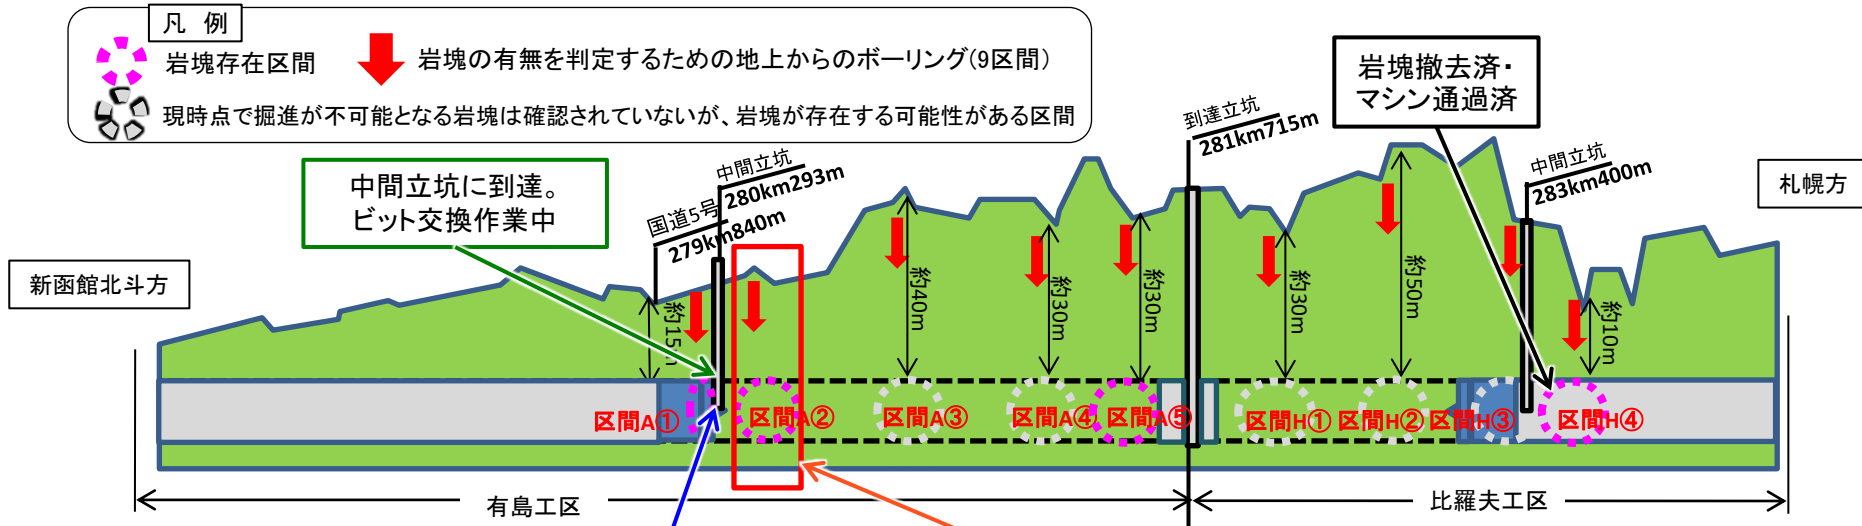 凡 例
岩塊存在区間
岩塊の有無を判定するための地上からのボーリング(9区間)
現時点で掘進が不可能となる岩塊は確認されていないが、岩塊が存在する可能性がある区間
岩塊撤去済・
マシン通過済
到達立坑
281km715m
中間立坑
280km293m
中間立坑
283km400m
札幌方
中間立坑に到達。
ビット交換作業中
国道5号
279km840m
新函館北斗方
約15m
約40m
約30m
約30m
約30m
約50m
約10m
区間A①
区間A②
区間A③
区間A④
区間A⑤
区間H①
区間H②
区間H③
区間H④
有島工区
比羅夫工区